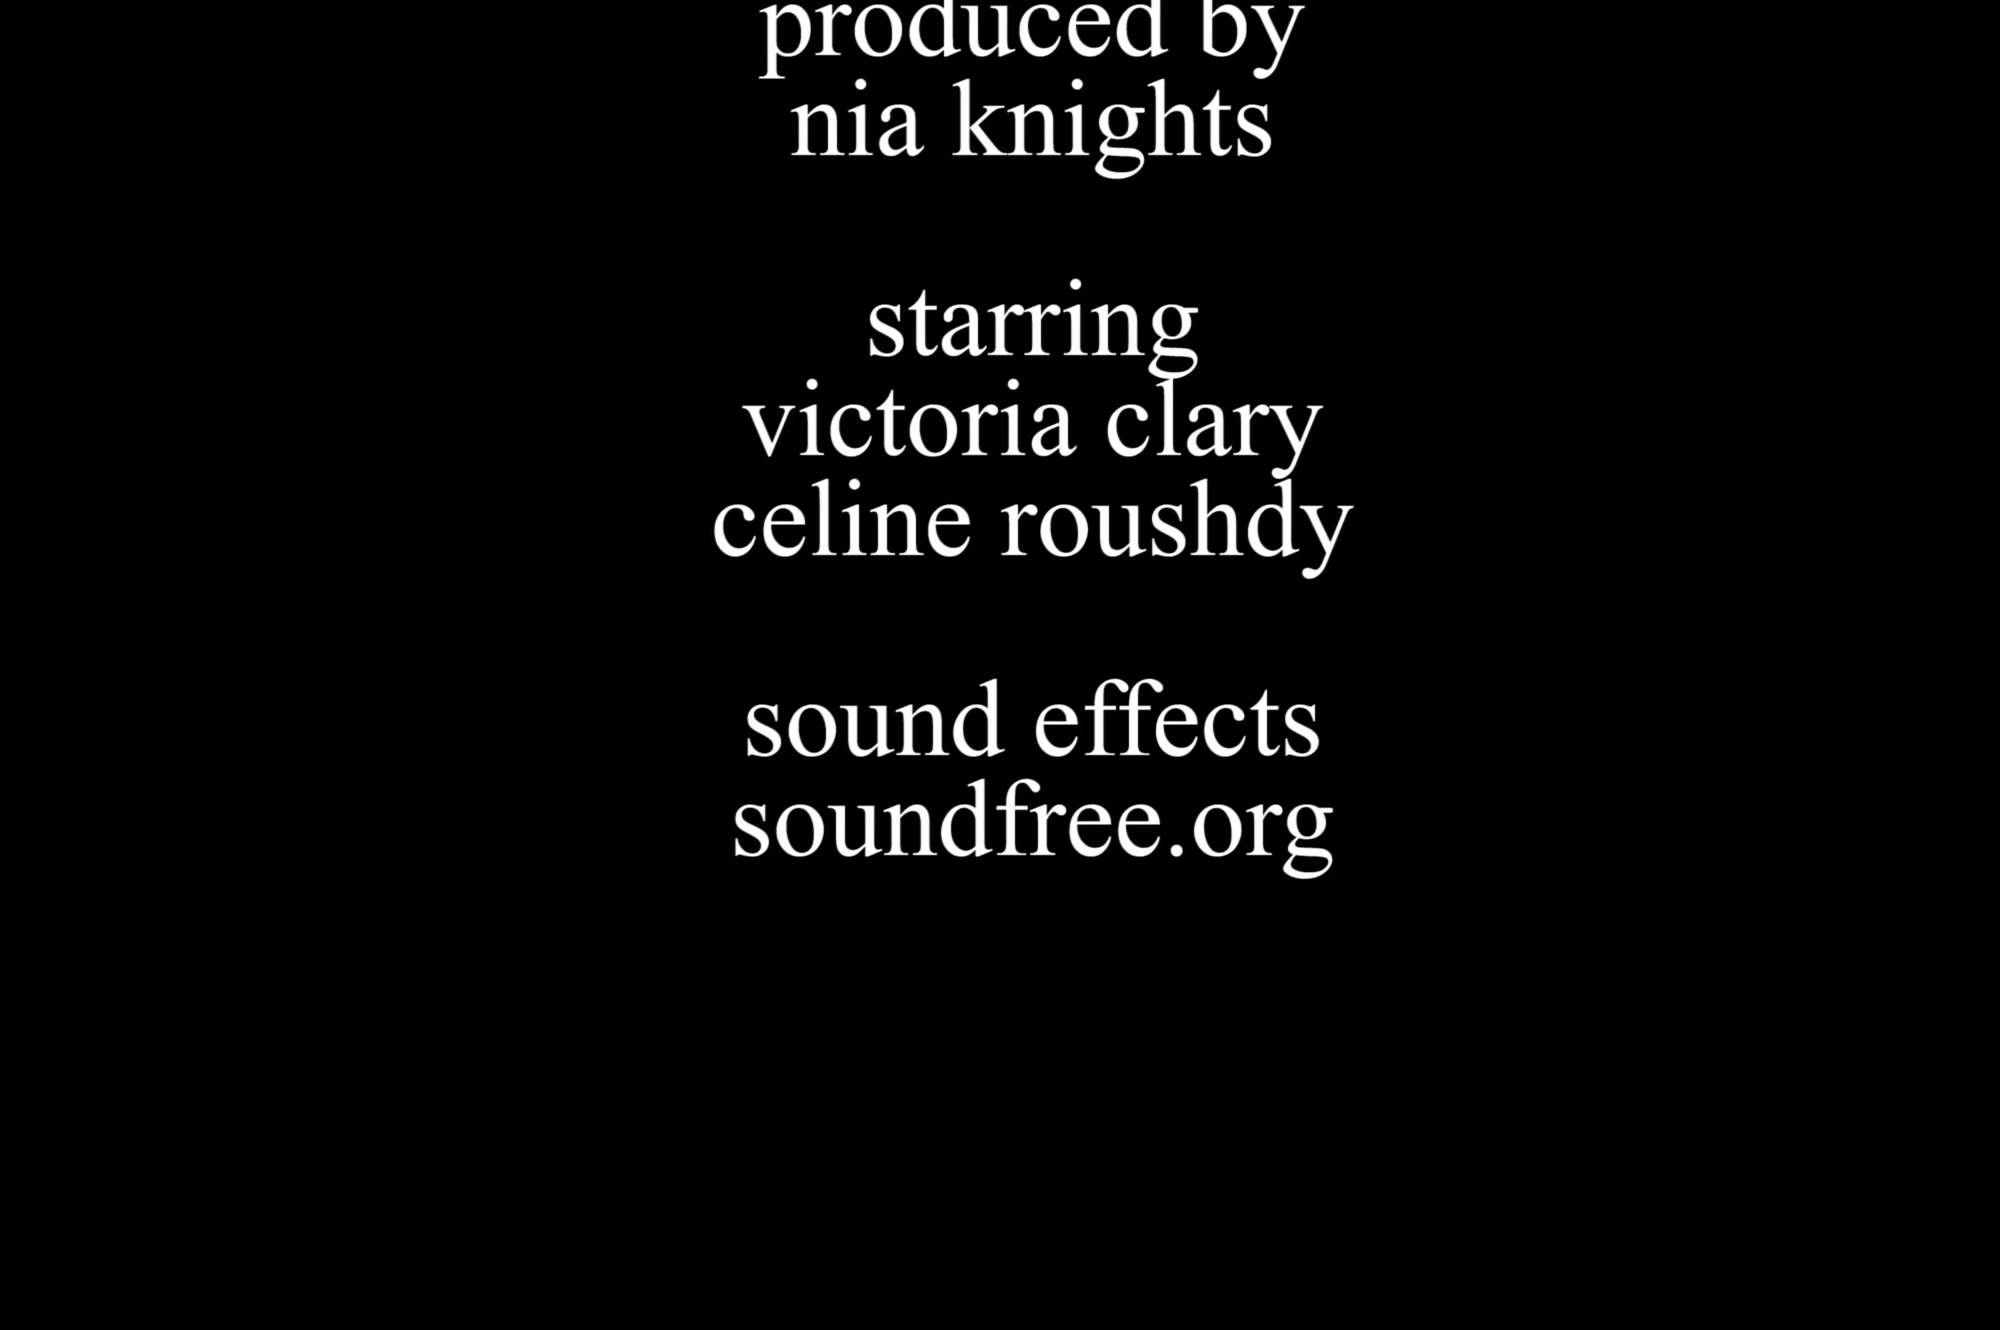 produced by
nia knights
starring
victoria clary
celine roushdy
sound effects
soundfree.org